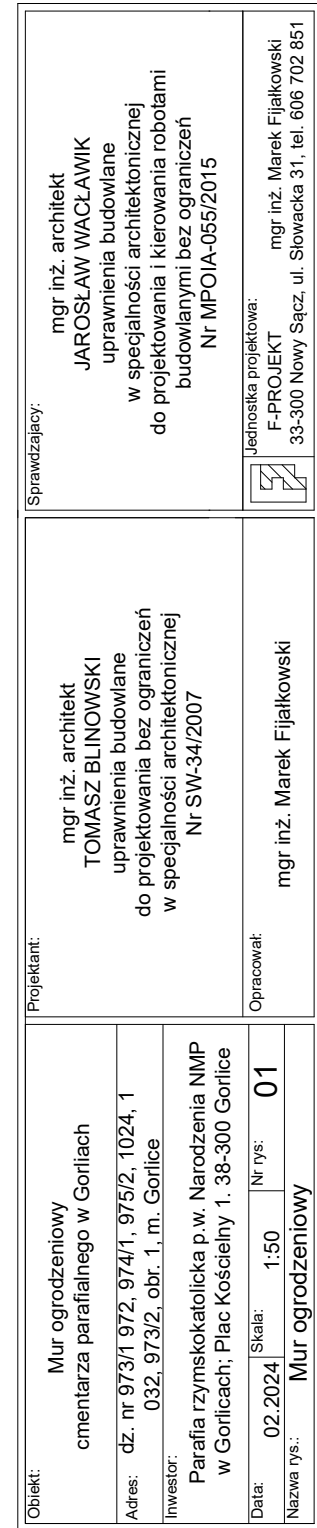 Obiekt:
Mur ogrodzeniowy
cmentarza parafialnego w Gorliach
Adres: dz. nr 973/1 972, 974/1, 975/2, 1024, 1
032, 973/2, obr. 1, m. Gorlice
Inwestor:
Parafia rzymskokatolicka p.w. Narodzenia NMP
w Gorlicach; Plac Kościelny 1. 38-300 Gorlice
Data: 02.2024 Skala: 1:50 Nr rys: 01
Nazwa rys.: Mur ogrodzeniowy
Projektant:
mgr inż. architekt
TOMASZ BLINOWSKI
uprawnienia budowlane
do projektowania bez ograniczeń
w specjalności architektonicznej
Nr SW-34/2007
Opracował:
mgr inż. Marek Fijałkowski
Sprawdzajacy:
mgr inż. architekt
JAROSŁAW WACŁAWIK
uprawnienia budowlane
w specjalności architektonicznej
do projektowania i kierowania robotami
budowlanymi bez ograniczeń
Nr MPOIA-055/2015
Jednostka projektowa:
F-PROJEKT mgr inż. Marek Fijałkowski
33-300 Nowy Sącz, ul. Słowacka 31, tel. 606 702 851